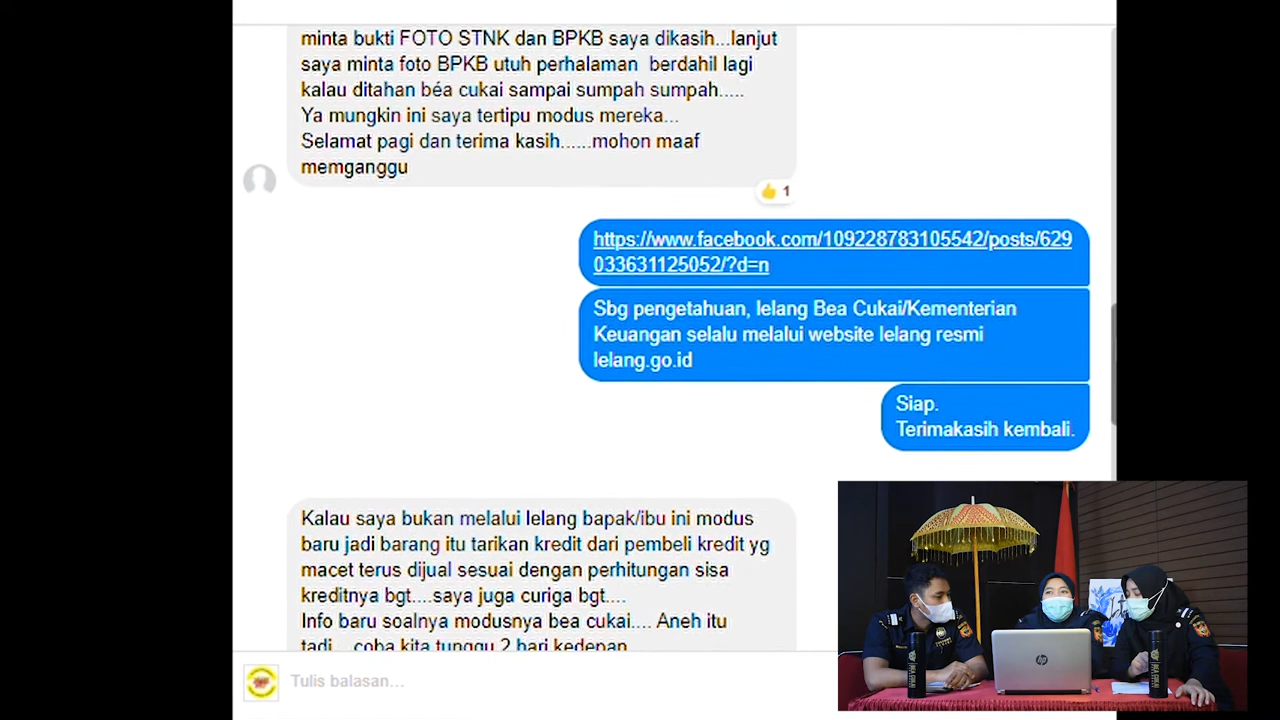 minta bukti FOTO STNK dan BPKB saya dikasih...lanjut
saya minta foto BPKB utuh perhalaman berdahil lagi
kalau ditahan béa cukai sampai sumpah sumpah.....
Ya mungkin ini saya tertipu modus mereka...
Selamat pagi dan terima kasih......mohon maaf
memganggu
1
https://www.facebook.com/109228783105542/posts/629
033631125052/?d=n
Sbg pengetahuan, lelang Bea Cukai/Kementerian
Keuangan selalu melalui website lelang resmi
lelang.go.id
Siap.
Terimakasih kembali.
Kalau saya bukan melalui lelang bapak/ibu ini modus
baru jadi barang itu tarikan kredit dari pembeli kredit yg
macet terus dijual sesuai dengan perhitungan sisa
kreditnya bgt....saya juga curiga bgt....
Info baru soalnya modusnya bea cukai.... Aneh itu
tadi....coba kita tunggu 2 hari kedepan
Tulis balasan...
hp